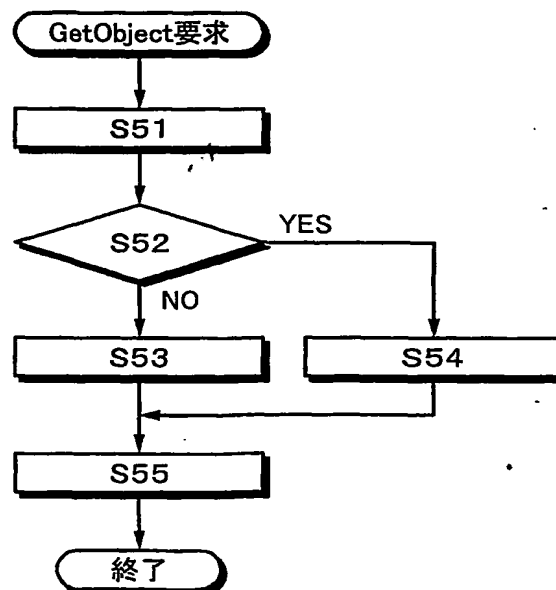 GetObject要求
S51
S52
YES
NO
S53
S54
S55
終了